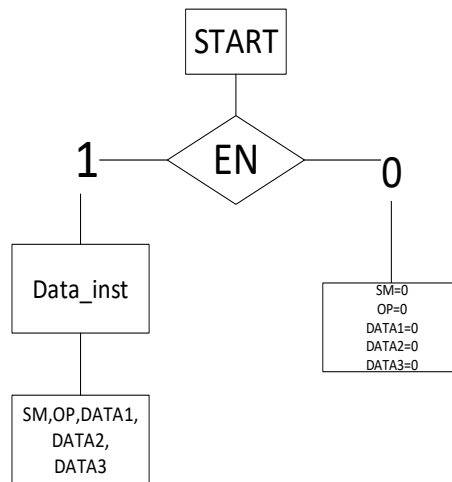 START
EN
1
0
Data_inst
SM=0
OP=0
DATA1=0
DATA2=0
DATA3=0
SM,OP,DATA1,
DATA2,
DATA3